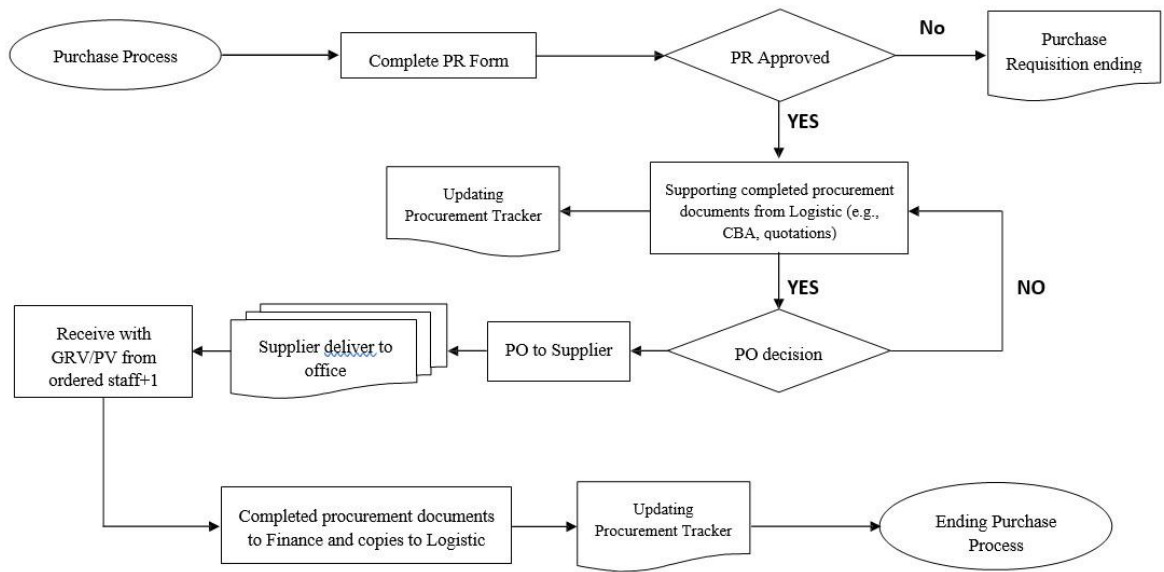 Purchase Process
Complete PR Form
PR Approved
No
Purchase
Requisition ending
YES
Updating
Procurement Tracker
Supporting completed procurement
documents from Logistic (e.g.,
CBA, quotations)
YES
NO
Receive with
GRV/PV from
ordered staff+1
Supplier deliver to
office
PO to Supplier
PO decision
Completed procurement documents
to Finance and copies to Logistic
Updating
Procurement Tracker
Ending Purchase
Process